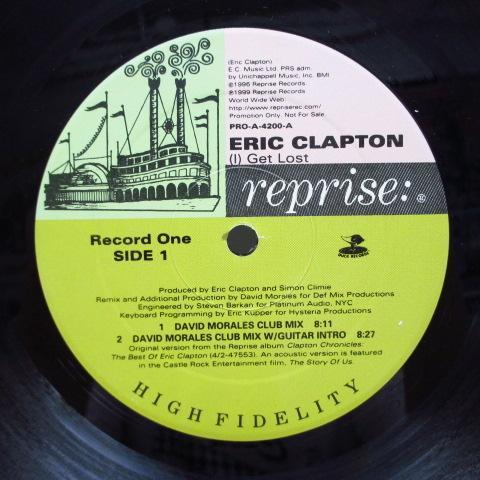 (Eric Clapton)
E.C. Music Ltd. PRS adm.
by Unichappell Music, Inc. BMI
℗1996 Reprise Records
©1999 Reprise Records
World Wide Web:
http://www.repriserec.com/
Promotion Only. Not For Sale.
PRO-A-4200-A
ERIC CLAPTON
(I) Get Lost
reprise:®
Record One
SIDE 1
DUCK RECORDS
Produced by Eric Clapton and Simon Climie
Remix and Additional Production by David Morales for Def Mix Productions
Engineered by Steven Barkan for Platinum Audio, NYC
Keyboard Programming by Eric Kupper for Hysteria Productions
1 DAVID MORALES CLUB MIX 8:11
2 DAVID MORALES CLUB MIX W/GUITAR INTRO 8:27
Original version from the Reprise album Clapton Chronicles:
The Best Of Eric Clapton (4/2-47553). An acoustic version is featured
in the Castle Rock Entertainment film, The Story Of Us.
HIGH FIDELITY